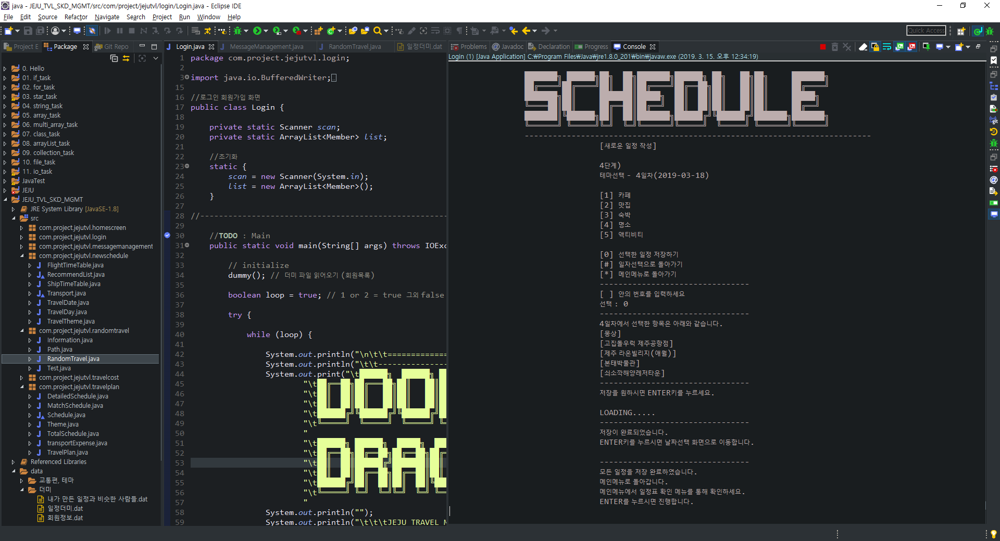 java - JEJU_TVL_SKD_MGMT/src/com/project/jejutvl/login/Login.java - Eclipse IDE
File Edit Source Refactor Navigate Search Project Run Window Help
Quick Access
Project E
Package
Git Repo
0. Hello
01. if_task
02. for_task
03. star_task
04. string_task
05. array_task
06. multi_array_task
07. class_task
08. arrayList_task
09. collection_task
10. file_task
11. io_task
JavaTest
JEJU
JEJU_TVL_SKD_MGMT
JRE System Library [JavaSE-1.8]
src
com.project.jejutvl.homescreen
com.project.jejutvl.login
com.project.jejutvl.messagemanagement
com.project.jejutvl.newschedule
FlightTimeTable.java
RecommendList.java
ShipTimeTable.java
Transport.java
TravelDate.java
TravelDay.java
TravelTheme.java
com.project.jejutvl.randomtravel
Information.java
Path.java
RandomTravel.java
Test.java
com.project.jejutvl.travelcost
com.project.jejutvl.travelplan
DetailedSchedule.java
MatchSchedule.java
Schedule.java
Theme.java
TotalSchedule.java
transportExpense.java
TravelPlan.java
Referenced Libraries
data
교통편, 테마
더미
내가 만든 일정과 비슷한 사람들.dat
일정더미.dat
회원정보.dat
Login.java
MessageManagement.java
RandomTravel.java
일정더미.dat
1 package com.project.jejutvl.login;
2
3 import java.io.BufferedWriter;
15
16 //로그인 회원가입 화면
17 public class Login {
18
19 private static Scanner scan;
20 private static ArrayList<Member> list;
21
22 //초기화
23 static {
24 scan = new Scanner(System.in);
25 list = new ArrayList<Member>();
26 }
27
28 //-----------------------------------------------------
29
30 //TODO : Main
31 public static void main(String[] args) throws IOExc
32
33 // initialize
34 dummy(); // 더미 파일 읽어오기 (회원목록)
35
36 boolean loop = true; // 1 or 2 = true 그외 false
37
38 try {
39
40 while (loop) {
41
42 System.out.println("\n\t\t=============
43 System.out.println("\t\t---------------
44 System.out.print("\t
45 "\t
46 "\t
47 "\t
48 "\t
49 "\t
50 "
51 "\t
52 "\t
53 "\t
54 "\t
55 "\t
56 "\t
57 "
58 System.out.println("");
59 System.out.println("\t\t\tJEJU TRAVEL M
Problems
Javadoc
Declaration
Progress
Console
Login (1) [Java Application] C:₩Program Files₩Java₩jre1.8.0_201₩bin₩javaw.exe (2019. 3. 15. 오후 12:34:19)
SCHEDULE
--------------------------------------------------------------------------
[새로운 일정 작성]
4단계)
테마선택 - 4일차(2019-03-18)
[1] 카페
[2] 맛집
[3] 숙박
[4] 명소
[5] 액티비티
[0] 선택한 일정 저장하기
[#] 일자선택으로 돌아가기
[*] 메인메뉴로 돌아가기
--------------------------------
[ ] 안의 번호를 입력하세요
선택 : 0
--------------------------------
4일차에서 선택한 항목은 아래와 같습니다.
[몽상]
[고집돌우럭 제주공항점]
[제주 라온빌리지(애월)]
[본태박물관]
[쇠소깍해양레저타운]
--------------------------------
저장을 원하시면 ENTER키를 누르세요.
LOADING.....
--------------------------------
저장이 완료되었습니다.
ENTER키를 누르시면 날짜선택 화면으로 이동합니다.
--------------------------------
모든 일정을 저장 완료하였습니다.
메인메뉴로 돌아갑니다.
메인메뉴에서 일정표 확인 메뉴를 통해 확인하세요.
ENTER를 누르시면 진행합니다.